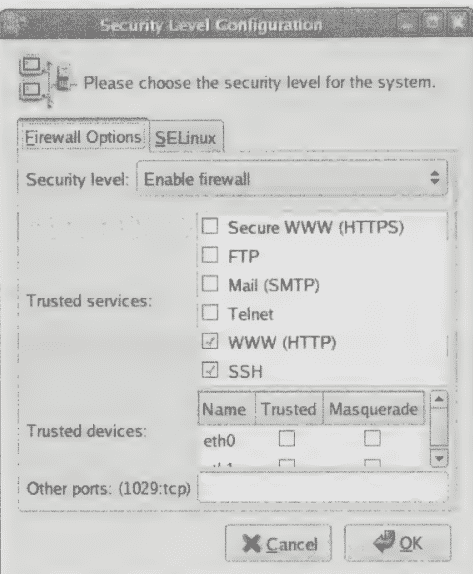 Security Level Configuration
Please choose the security level for the system.
Firewall Options SELinux
Security level: Enable firewall
Secure WWW (HTTPS)
FTP
Mail (SMTP)
Trusted services:
Telnet
WWW (HTTP)
SSH
Name Trusted Masquerade
Trusted devices:
eth0
Other ports: (1029:tcp)
Cancel OK